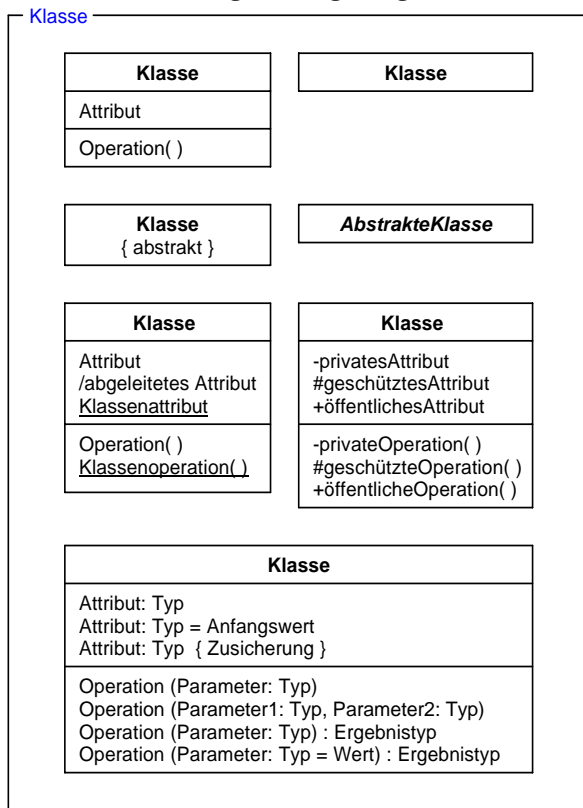 Klasse
Klasse
Attribut
Operation( )
Klasse
Klasse
{ abstrakt }
AbstrakteKlasse
Klasse
Attribut
/abgeleitetes Attribut
Klassenattribut
Operation( )
Klassenoperation( )
Klasse
-privatesAttribut
#geschütztesAttribut
+öffentlichesAttribut
-privateOperation( )
#geschützteOperation( )
+öffentlicheOperation( )
Klasse
Attribut: Typ
Attribut: Typ = Anfangswert
Attribut: Typ { Zusicherung }
Operation (Parameter: Typ)
Operation (Parameter1: Typ, Parameter2: Typ)
Operation (Parameter: Typ) : Ergebnistyp
Operation (Parameter: Typ = Wert) : Ergebnistyp